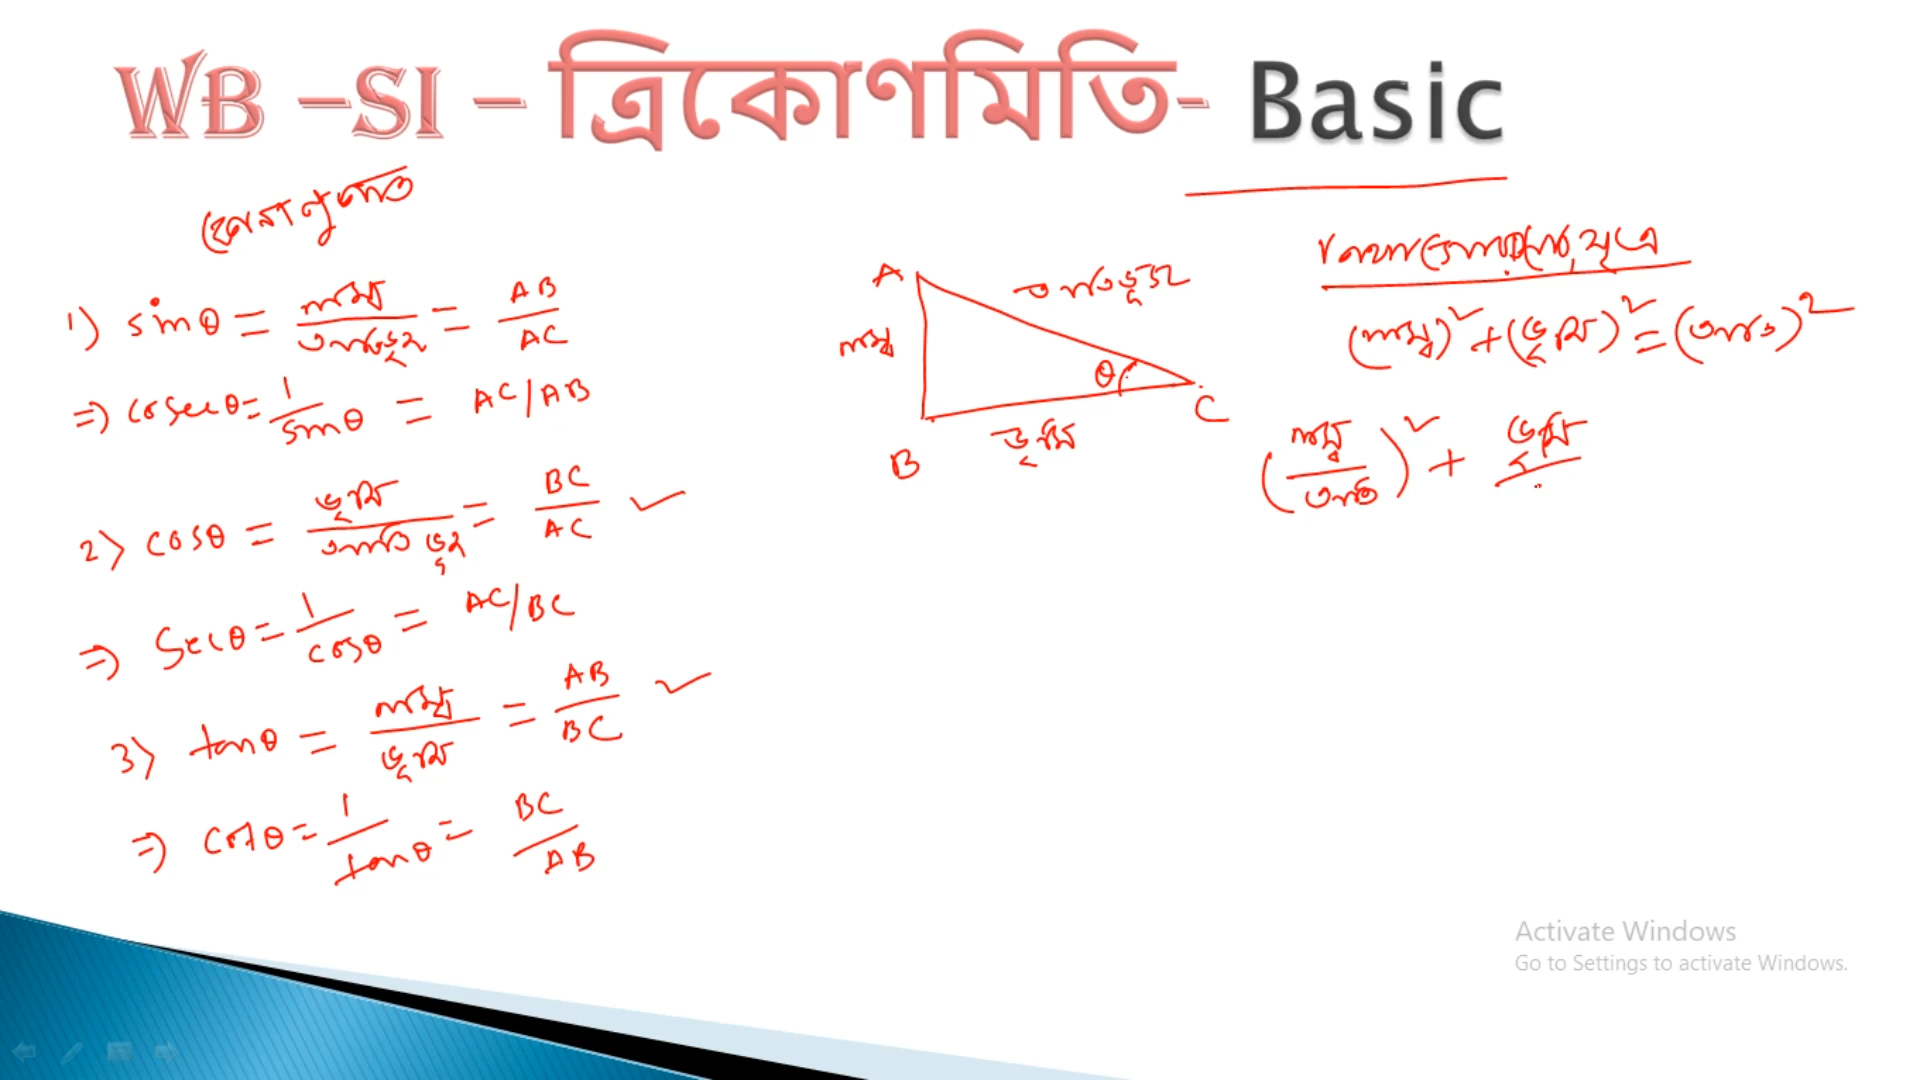 WB –SI – ত্রিকোণমিতি- Basic
1) sinθ = লম্ব / অতিভুজ = AB / AC
⇒ cosecθ = 1 / sinθ = AC/AB
2) cosθ = ভূমি / অতিভুজ = BC / AC ✓
⇒ secθ = 1 / cosθ = AC/BC
3) tanθ = লম্ব / ভূমি = AB / BC ✓
⇒ cotθ = 1 / tanθ = BC / AB
A
অতিভুজ
লম্ব
θ
B
ভূমি
C
(লম্ব)² + (ভূমি)² = (অতি)²
(লম্ব / অতি)² + ভূমি
Activate Windows
Go to Settings to activate Windows.